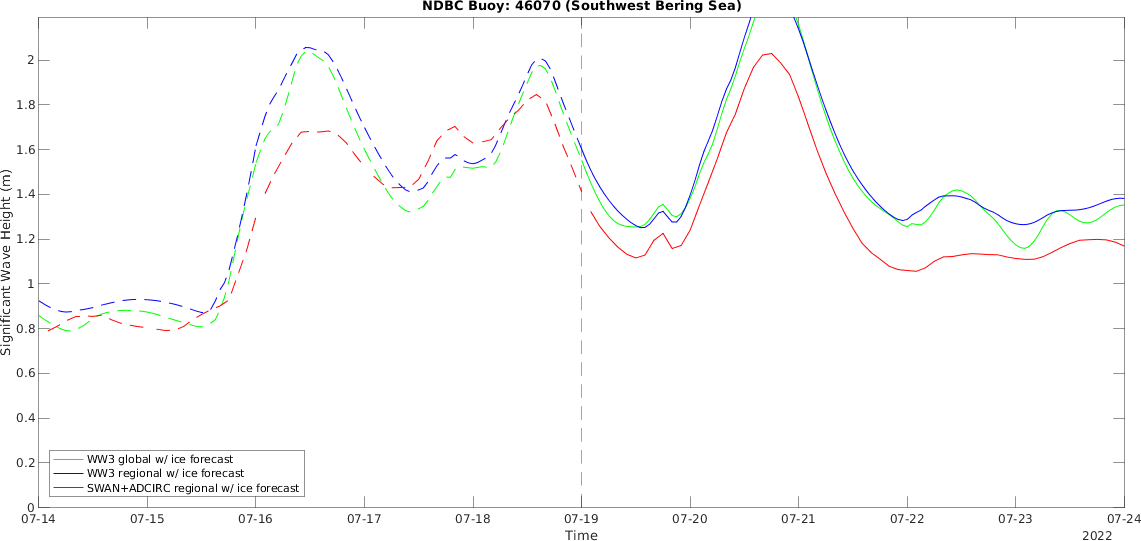 NDBC Buoy: 46070 (Southwest Bering Sea)
Significant Wave Height (m)
2
1.8
1.6
1.4
1.2
1
0.8
0.6
0.4
0.2
0
WW3 global w/ ice forecast
WW3 regional w/ ice forecast
SWAN+ADCIRC regional w/ ice forecast
07-14 07-15 07-16 07-17 07-18 07-19 07-20 07-21 07-22 07-23 07-24
Time
2022